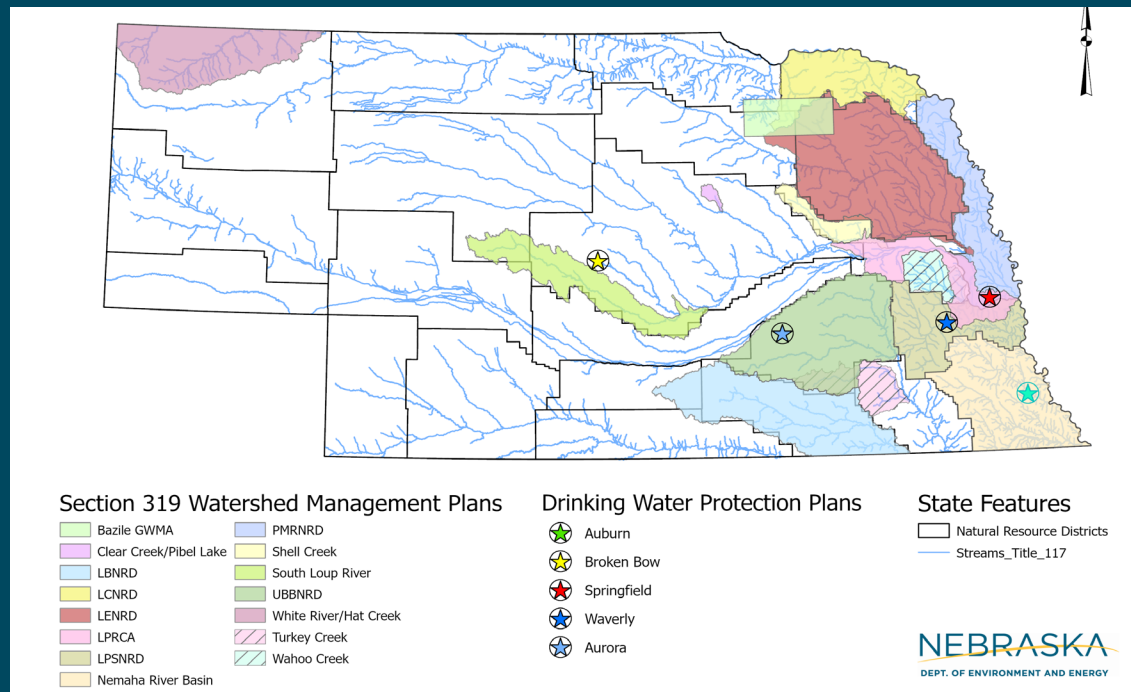 Section 319 Watershed Management Plans
Bazile GWMA
Clear Creek/Pibel Lake
LBNRD
LCNRD
LENRD
LPRCA
LPSNRD
Nemaha River Basin
PMRNRD
Shell Creek
South Loup River
UBBNRD
White River/Hat Creek
Turkey Creek
Wahoo Creek
Drinking Water Protection Plans
Auburn
Broken Bow
Springfield
Waverly
Aurora
State Features
Natural Resource Districts
Streams_Title_117
NEBRASKA
DEPT. OF ENVIRONMENT AND ENERGY